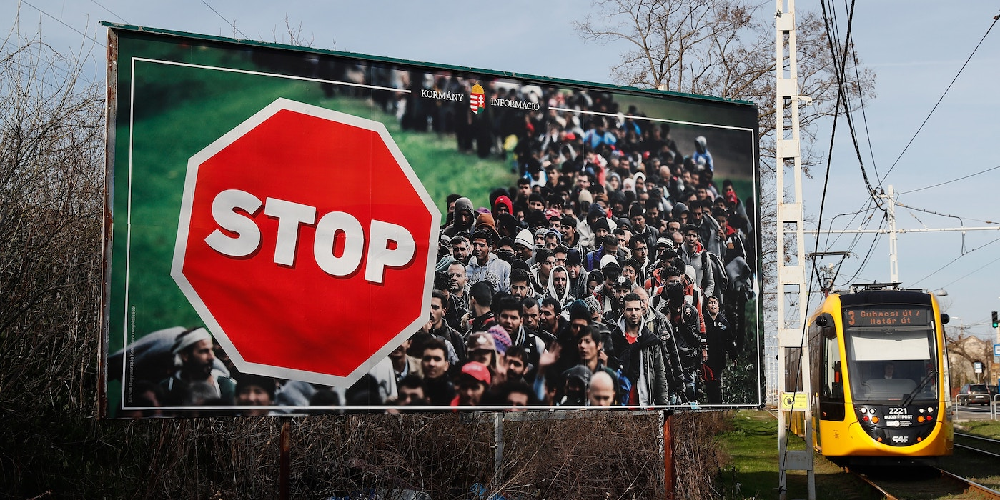 KORMÁNY INFORMÁCIÓ
STOP
3 Gubacsi út /
Határ út
2221
BUDAPEST
CAF